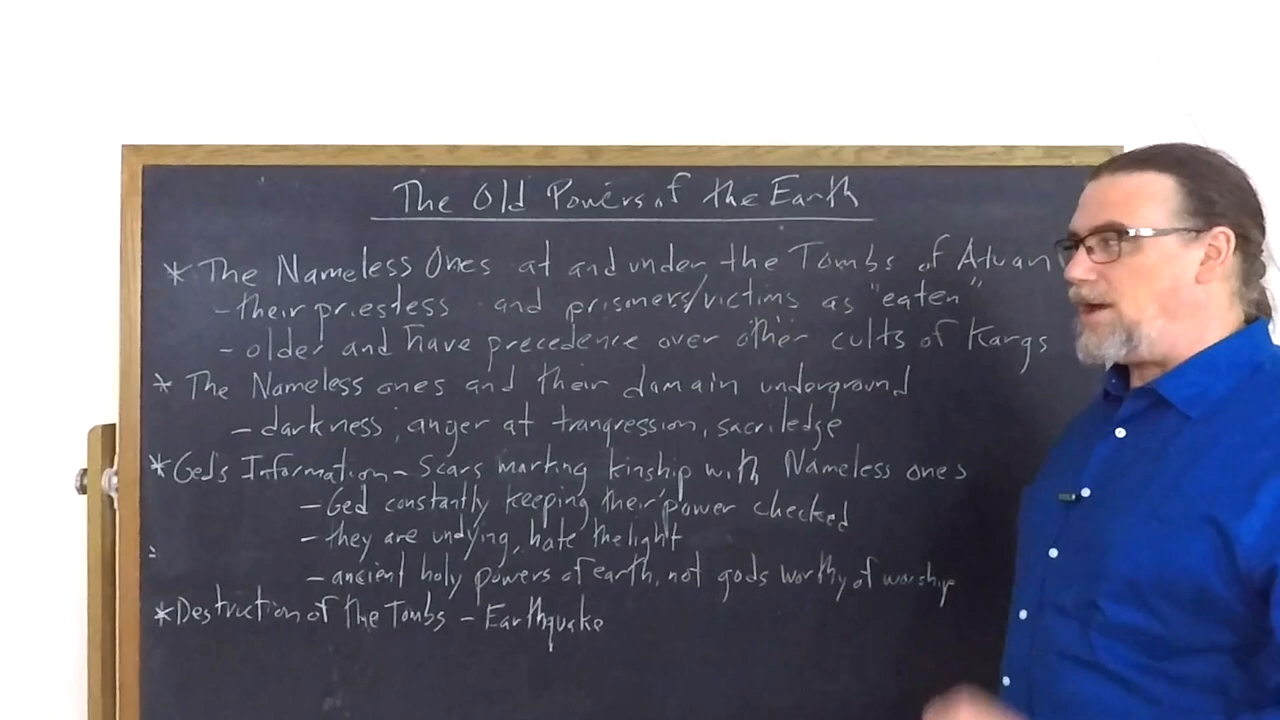 The Old Powers of the Earth
* The Nameless Ones at and under the Tombs of Atuan
- their priestess and prisoners/victims as "eaten"
- older and have precedence over other cults of Kargs
* The Nameless ones and their domain underground
- darkness, anger at trangression, sacriledge
* Ged's Information - Scars marking kinship with Nameless ones
- Ged constantly keeping their power checked
- they are undying, hate the light
- ancient holy powers of earth, not gods worthy of worship
* Destruction of the Tombs - Earthquake